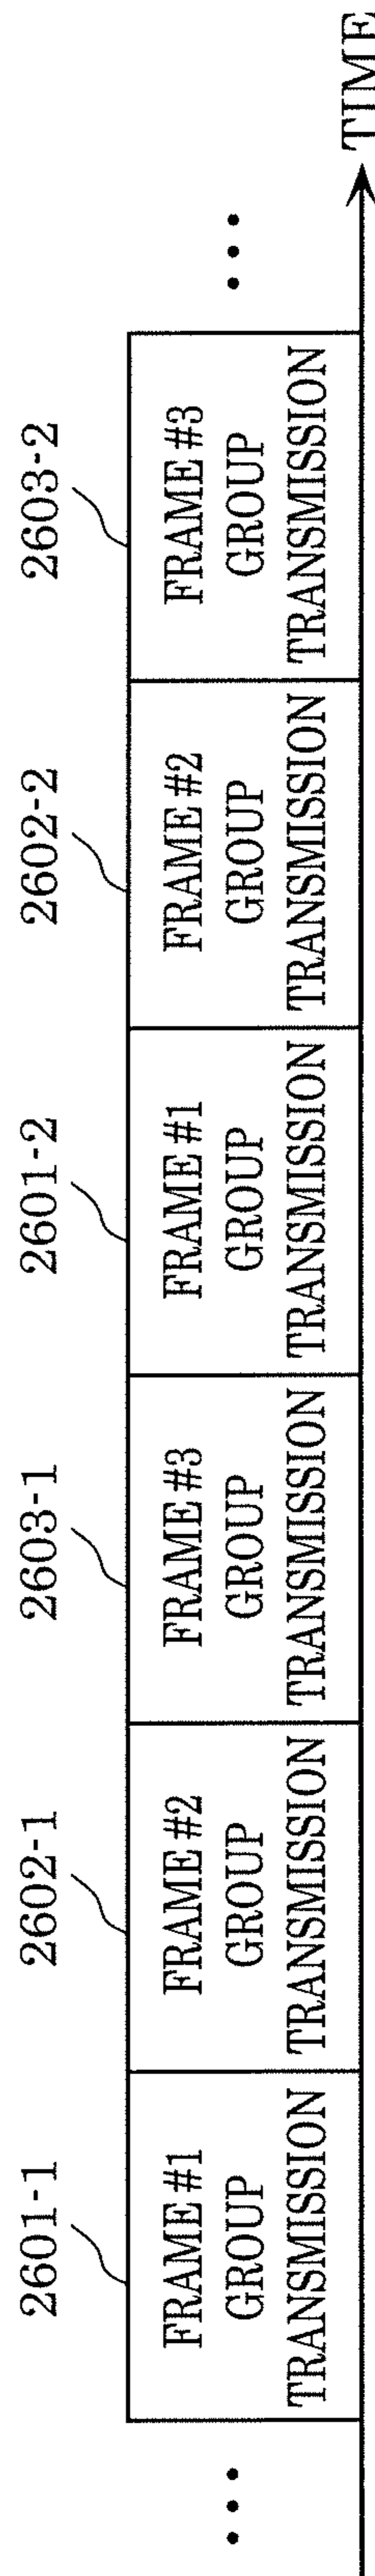 2601-1
2602-1
2603-1
2601-2
2602-2
2603-2
FRAME #1
GROUP
TRANSMISSION
FRAME #2
GROUP
TRANSMISSION
FRAME #3
GROUP
TRANSMISSION
FRAME #1
GROUP
TRANSMISSION
FRAME #2
GROUP
TRANSMISSION
FRAME #3
GROUP
TRANSMISSION
TIME